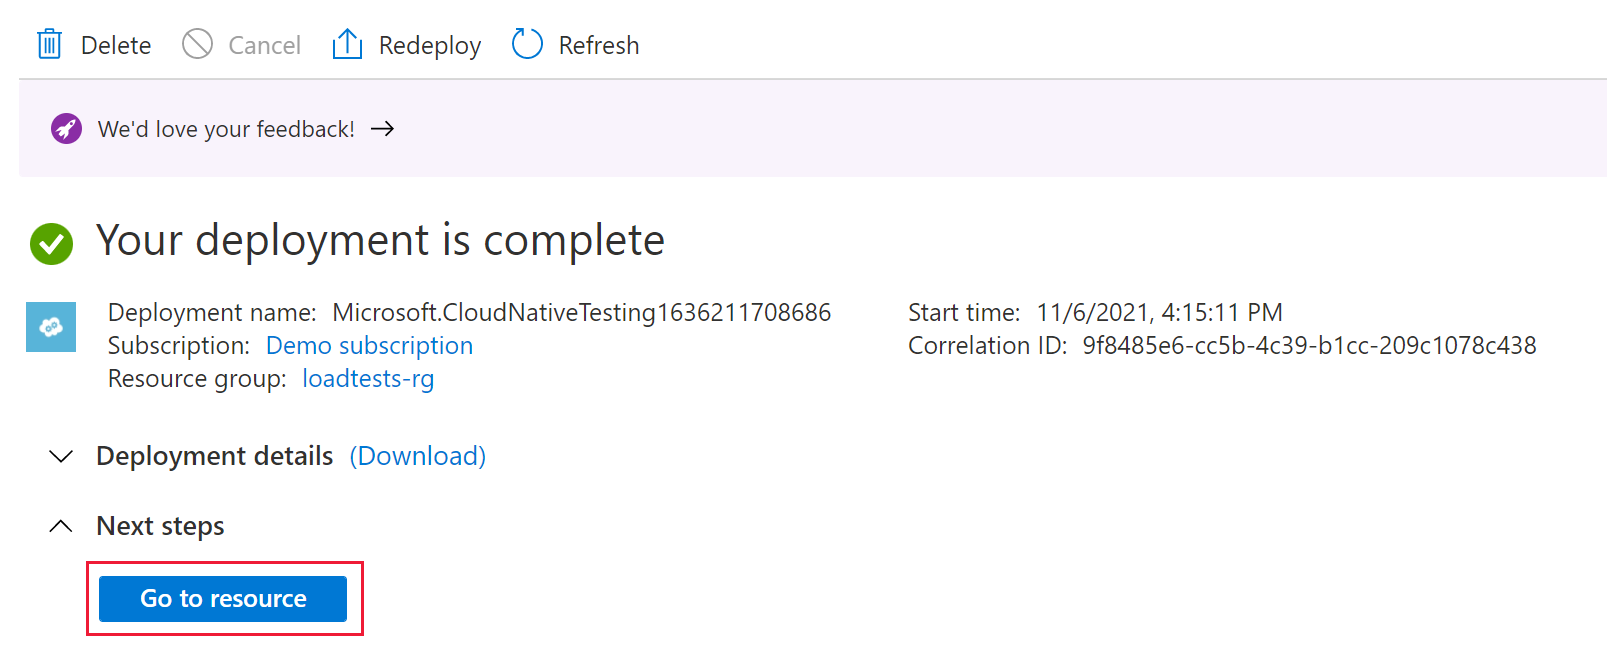 Delete Cancel Redeploy Refresh
We'd love your feedback!
Your deployment is complete
Deployment name: Microsoft.CloudNativeTesting1636211708686
Subscription: Demo subscription
Resource group: loadtests-rg
Start time: 11/6/2021, 4:15:11 PM
Correlation ID: 9f8485e6-cc5b-4c39-b1cc-209c1078c438
Deployment details (Download)
Next steps
Go to resource